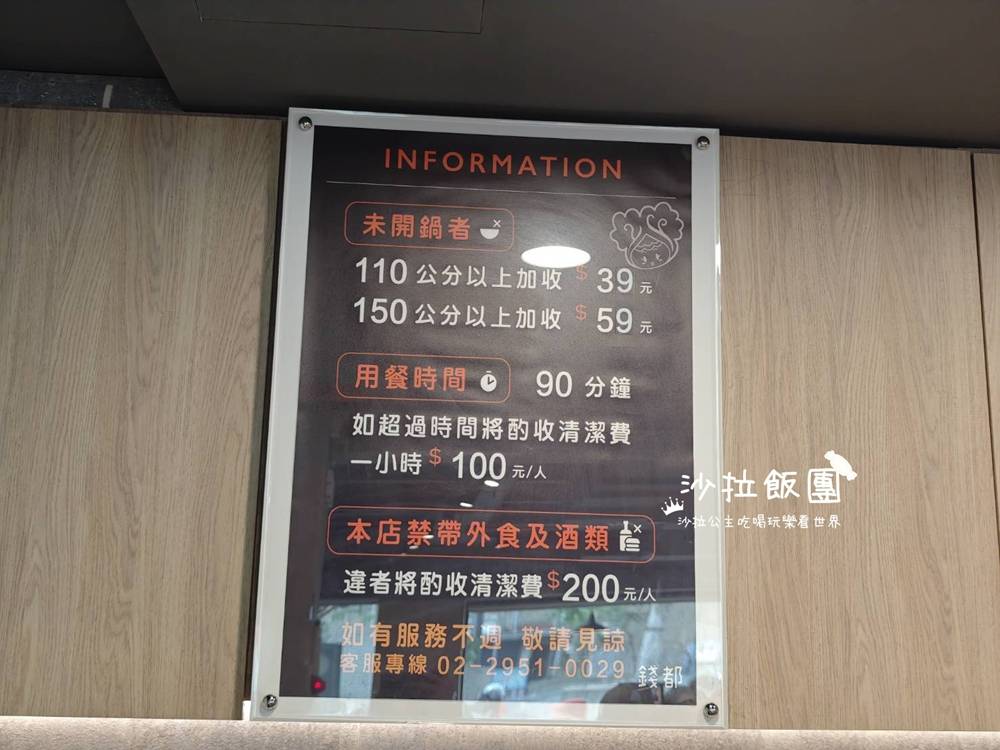 INFORMATION
未開鍋者
110 公分以上加收 $ 39 元
150 公分以上加收 $ 59 元
用餐時間 90 分鐘
如超過時間將酌收清潔費
一小時 $ 100 元/人
本店禁帶外食及酒類
違者將酌收清潔費 $200 元/人
如有服務不週 敬請見諒
客服專線 02-2951-0029 錢都
沙拉飯團
沙拉公主吃喝玩樂看世界